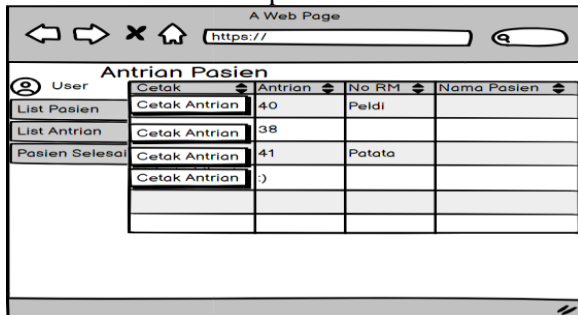 A Web Page
https://
Antrian Pasien
User
List Pasien
List Antrian
Pasien Selesai
Cetak Antrian No RM Nama Pasien
Cetak Antrian 40 Peldi
Cetak Antrian 38
Cetak Antrian 41 Patata
Cetak Antrian :)